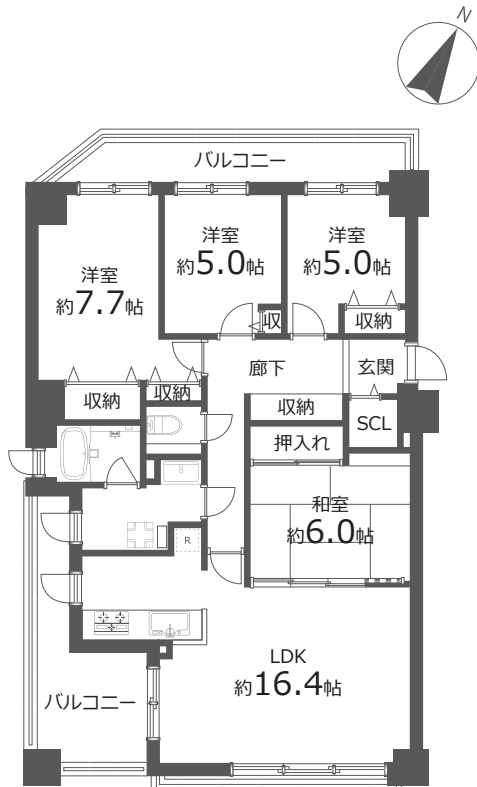 N
バルコニー
洋室
約5.0帖
洋室
約5.0帖
洋室
約7.7帖
収
収納
廊下
玄関
収納
収納
収納
SCL
押入れ
和室
約6.0帖
R
LDK
約16.4帖
バルコニー